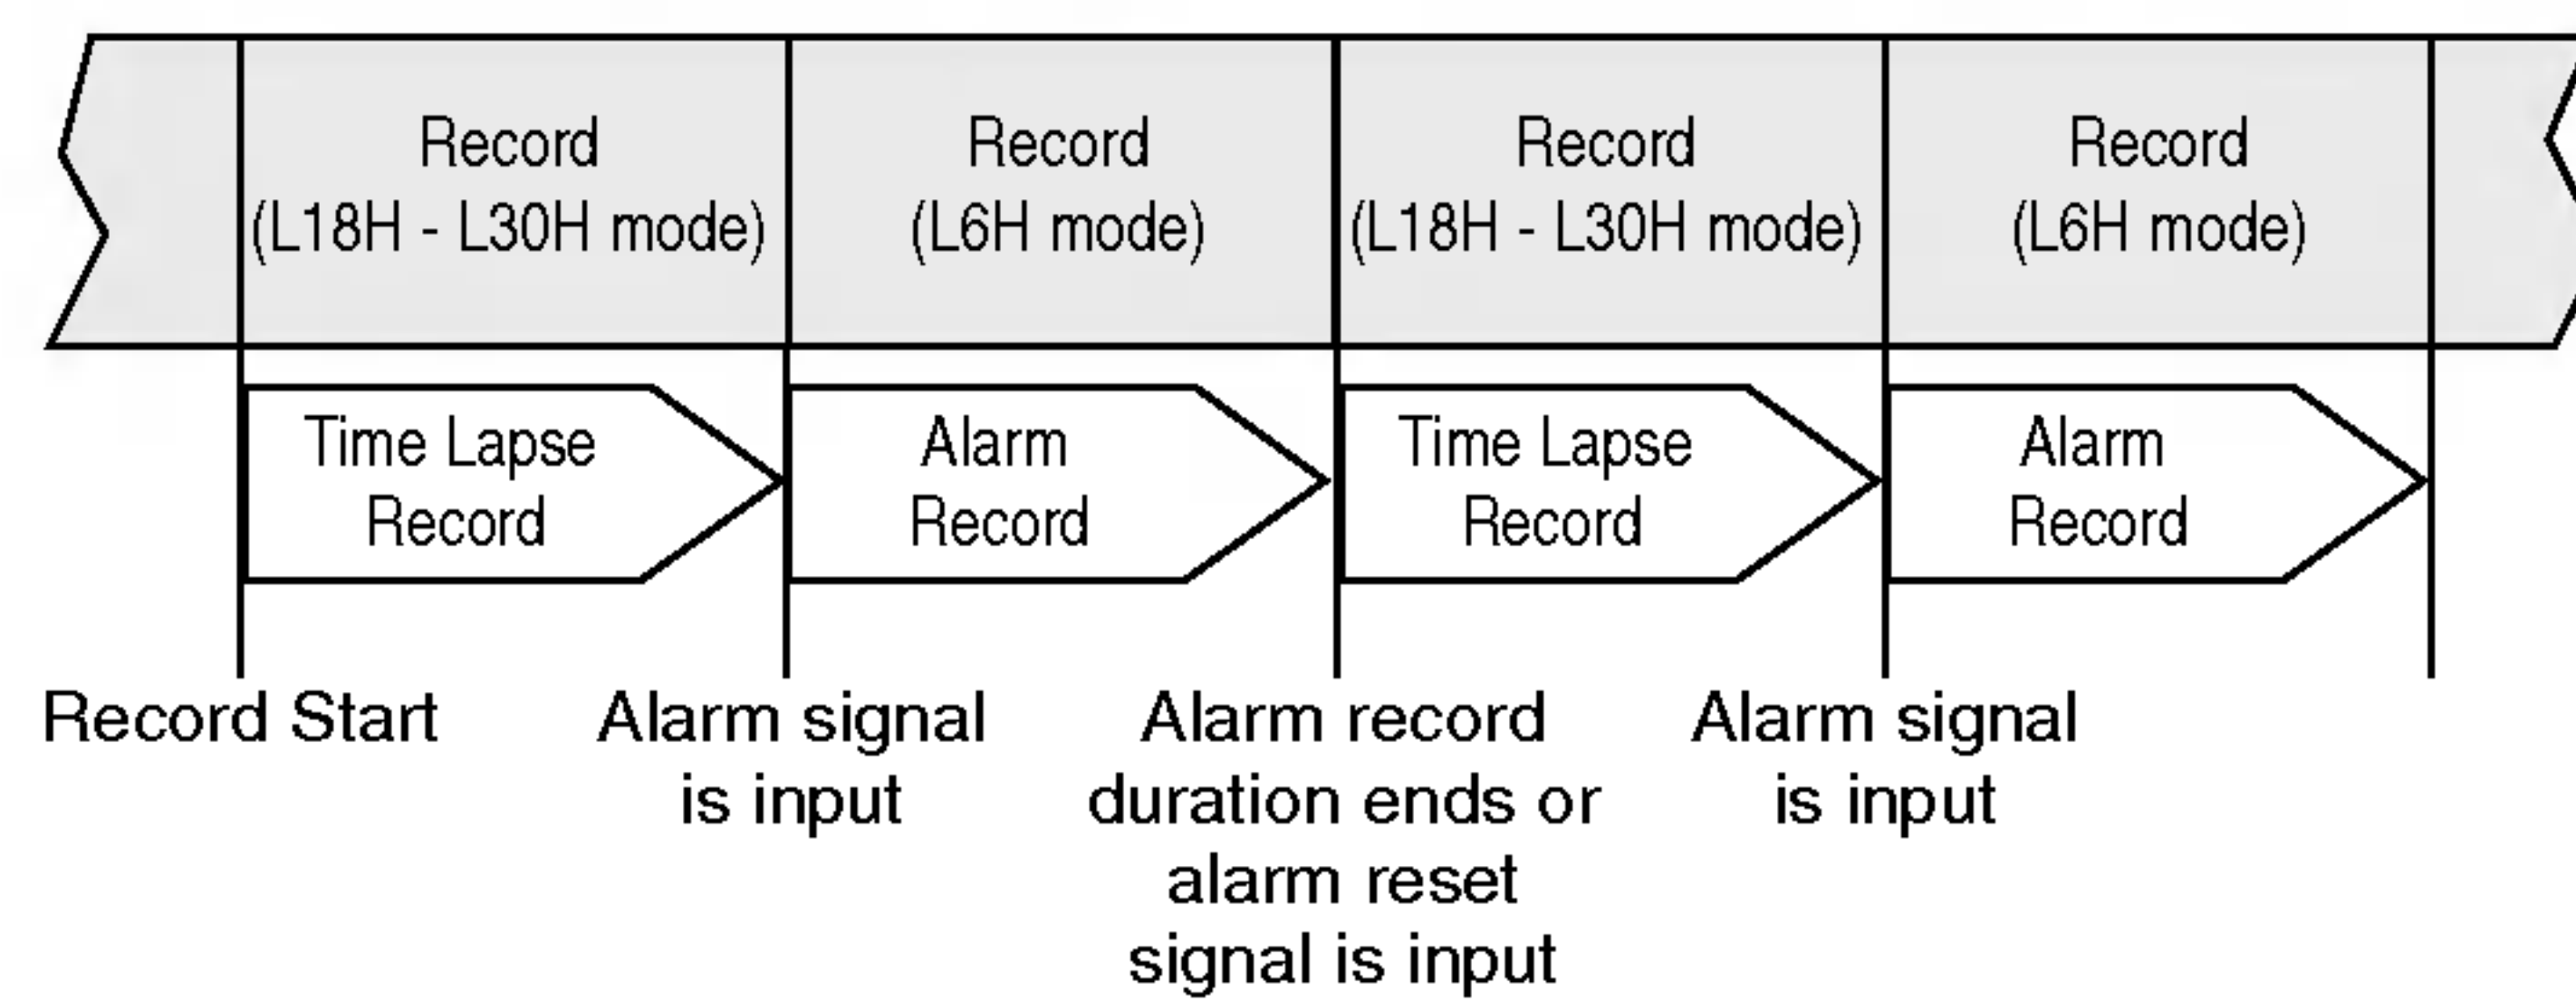 Record
(L18H - L30H mode)
Record
(L6H mode)
Record
(L18H - L30H mode)
Record
(L6H mode)
Time Lapse
Record
Alarm
Record
Time Lapse
Record
Alarm
Record
Record Start
Alarm signal
is input
Alarm record
duration ends or
alarm reset
signal is input
Alarm signal
is input